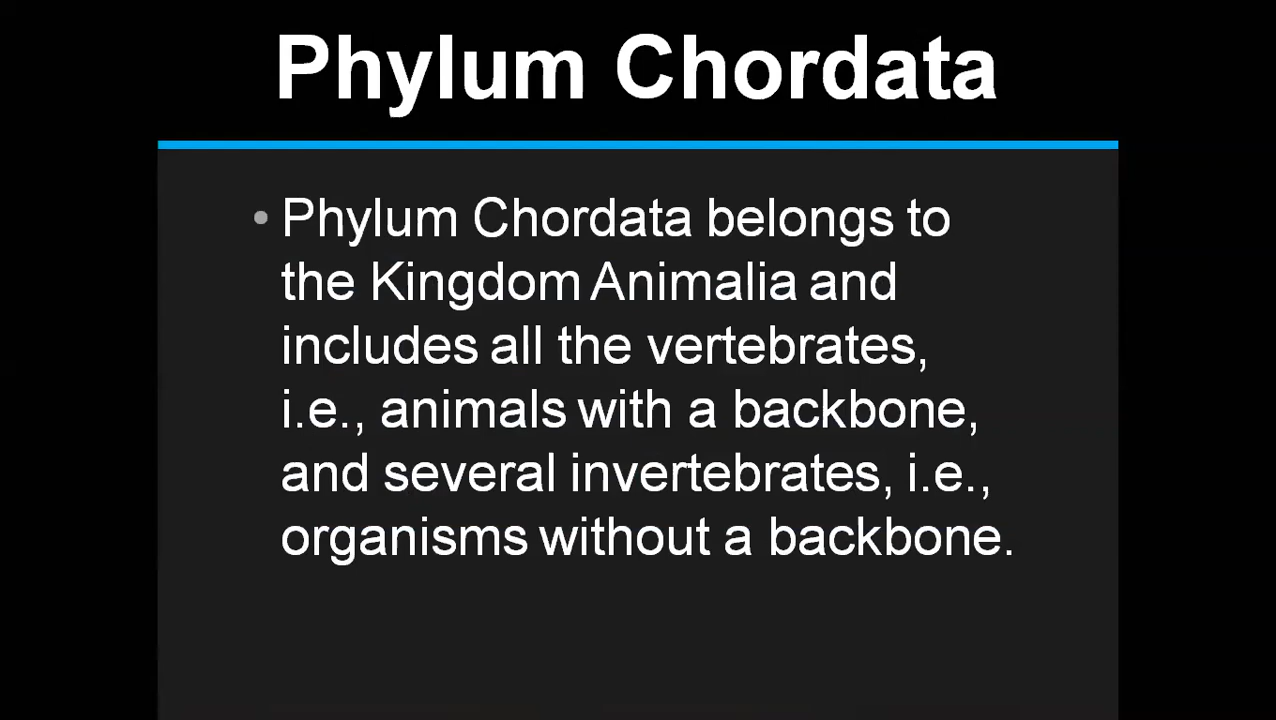 Phylum Chordata
• Phylum Chordata belongs to
the Kingdom Animalia and
includes all the vertebrates,
i.e., animals with a backbone,
and several invertebrates, i.e.,
organisms without a backbone.